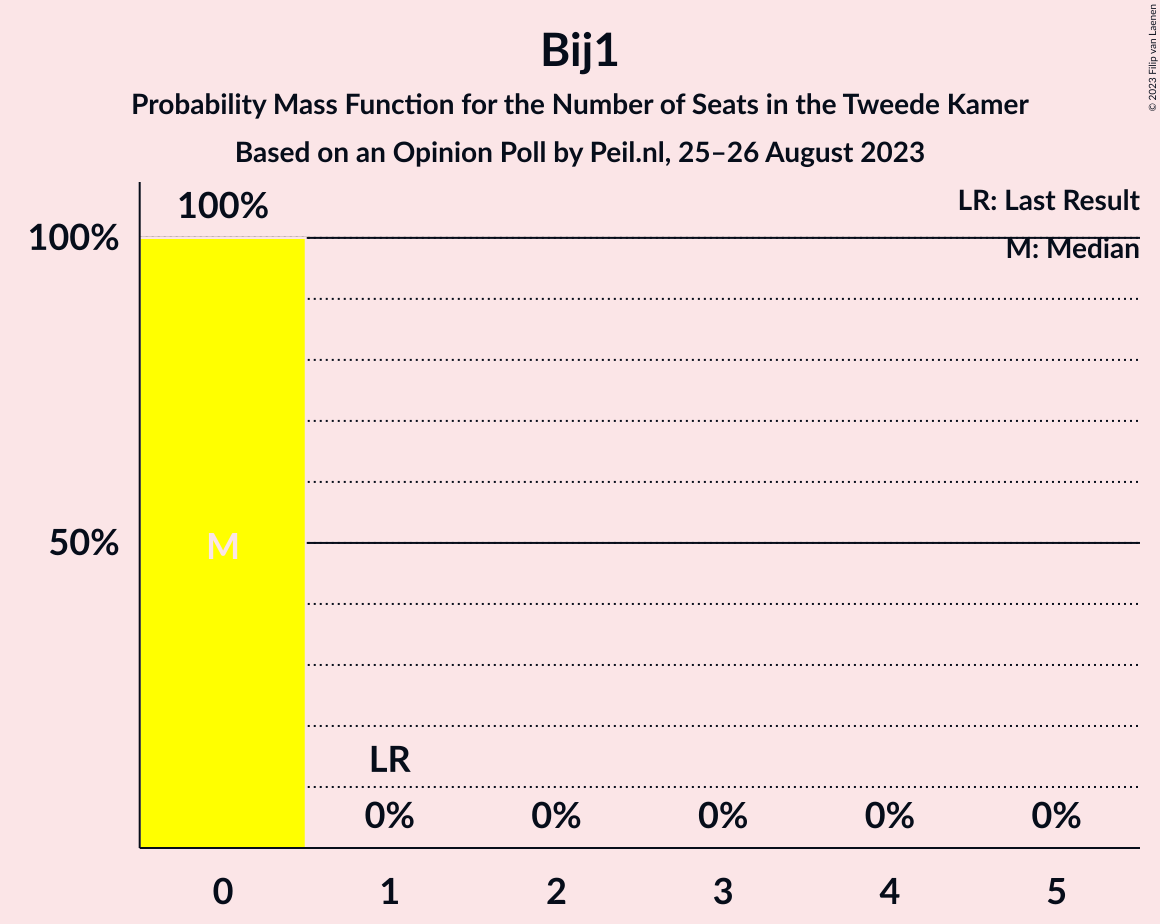 Bij1
Probability Mass Function for the Number of Seats in the Tweede Kamer
Based on an Opinion Poll by Peil.nl, 25–26 August 2023
© 2023 Filip van Laenen
LR: Last Result
M: Median
100%
100%
50%
M
LR
0%
0%
0%
0%
0%
0
1
2
3
4
5